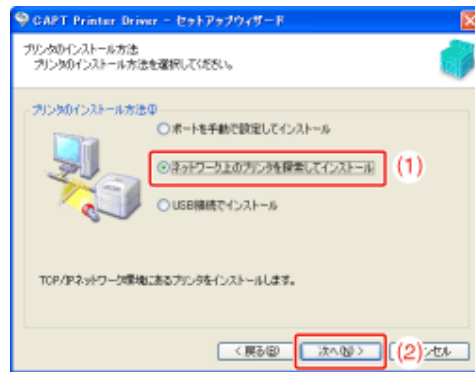 CAPT Printer Driver - セットアップウィザード
プリンタのインストール方法
プリンタのインストール方法を選択してください。
プリンタのインストール方法①
ポートを手動で設定してインストール
ネットワーク上のプリンタを探索してインストール
(1)
USB接続でインストール
TCP/IPネットワーク環境にあるプリンタをインストールします。
< 戻る(B)
次へ(N) >
(2)
ンセル